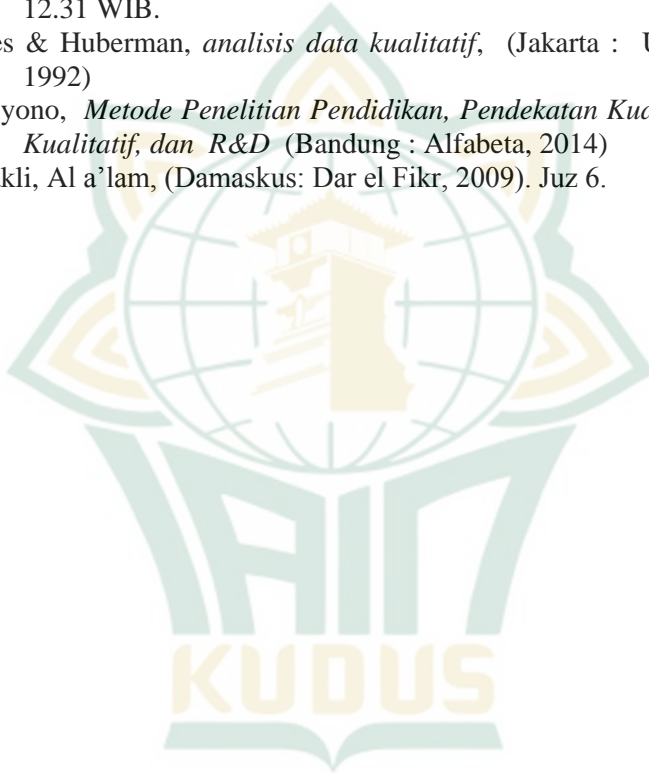 12.31 WIB.
es & Huberman, analisis data kualitatif, (Jakarta : U
1992)
yono, Metode Penelitian Pendidikan, Pendekatan Kua
Kualitatif, dan R&D (Bandung : Alfabeta, 2014)
kli, Al a’lam, (Damaskus: Dar el Fikr, 2009). Juz 6.
IAIN
KUDUS